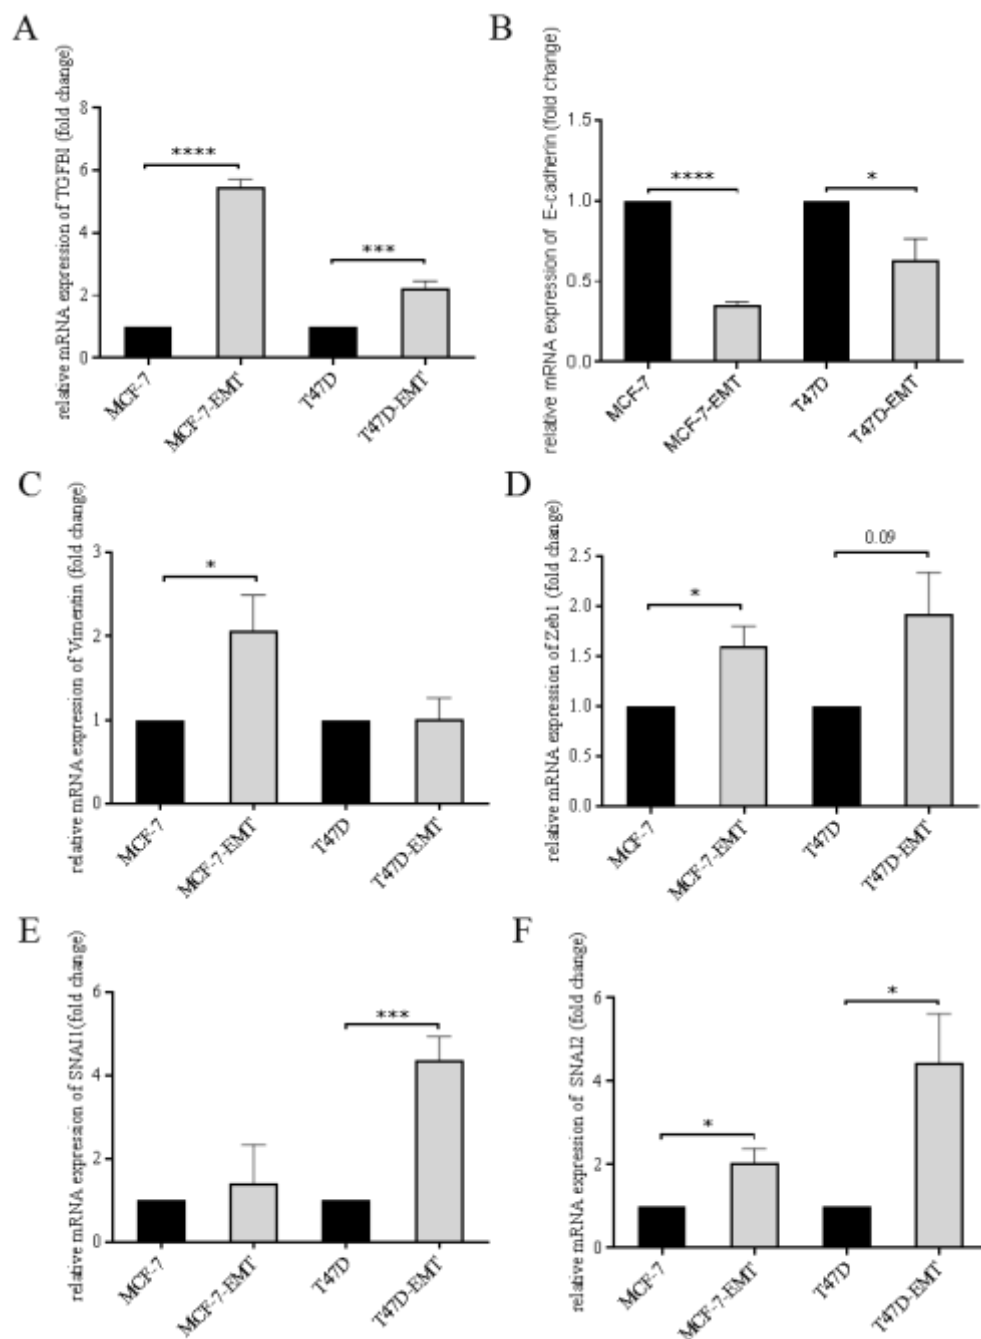 A
relative mRNA expression of TGFB1 (fold change)
8
6
4
2
0
****
***
MCF-7
MCF-7-EMT
T47D
T47D-EMT
B
relative mRNA expression of E-cadherin (fold change)
1.5
1.0
0.5
0.0
****
*
MCF-7
MCF-7-EMT
T47D
T47D-EMT
C
relative mRNA expression of Vimentin (fold change)
3
2
1
0
*
MCF-7
MCF-7-EMT
T47D
T47D-EMT
D
relative mRNA expression of Zeb1 (fold change)
2.5
2.0
1.5
1.0
0.5
0.0
*
0.09
MCF-7
MCF-7-EMT
T47D
T47D-EMT
E
relative mRNA expression of SNAI1 (fold change)
6
4
2
0
***
MCF-7
MCF-7-EMT
T47D
T47D-EMT
F
relative mRNA expression of SNAI2 (fold change)
6
4
2
0
*
*
MCF-7
MCF-7-EMT
T47D
T47D-EMT